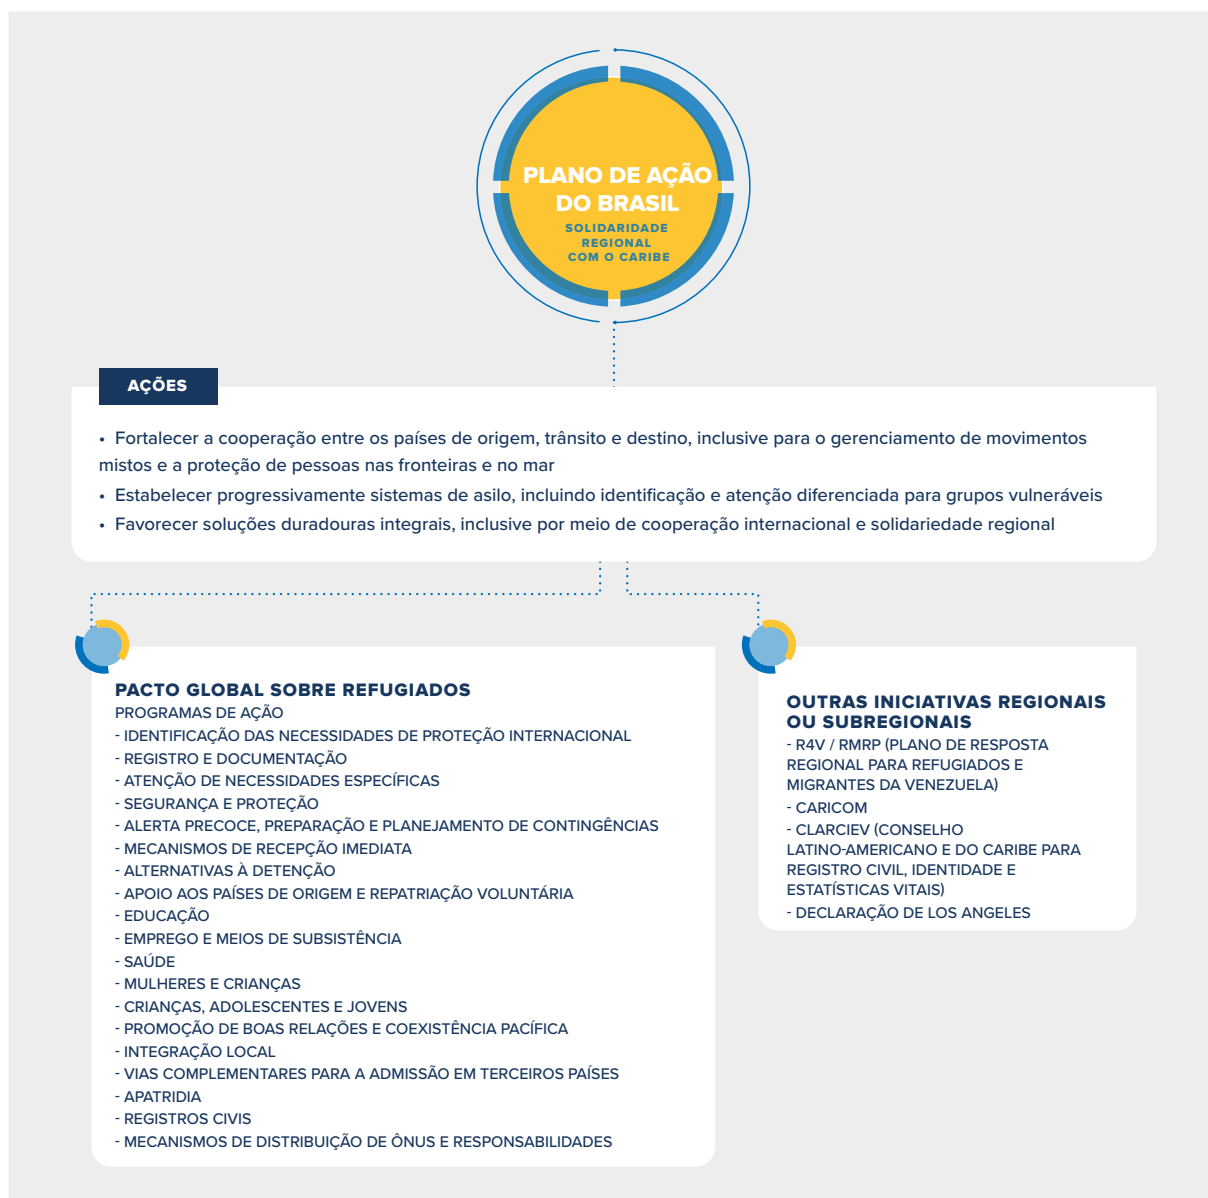 PLANO DE AÇÃO
DO BRASIL
SOLIDARIDADE
REGIONAL
COM O CARIBE
AÇÕES
• Fortalecer a cooperação entre os países de origem, trânsito e destino, inclusive para o gerenciamento de movimentos
mistos e a proteção de pessoas nas fronteiras e no mar
• Estabelecer progressivamente sistemas de asilo, incluindo identificação e atenção diferenciada para grupos vulneráveis
• Favorecer soluções duradouras integrais, inclusive por meio de cooperação internacional e solidariedade regional
PACTO GLOBAL SOBRE REFUGIADOS
PROGRAMAS DE AÇÃO
- IDENTIFICAÇÃO DAS NECESSIDADES DE PROTEÇÃO INTERNACIONAL
- REGISTRO E DOCUMENTAÇÃO
- ATENÇÃO DE NECESSIDADES ESPECÍFICAS
- SEGURANÇA E PROTEÇÃO
- ALERTA PRECOCE, PREPARAÇÃO E PLANEJAMENTO DE CONTINGÊNCIAS
- MECANISMOS DE RECEPÇÃO IMEDIATA
- ALTERNATIVAS À DETENÇÃO
- APOIO AOS PAÍSES DE ORIGEM E REPATRIAÇÃO VOLUNTÁRIA
- EDUCAÇÃO
- EMPREGO E MEIOS DE SUBSISTÊNCIA
- SAÚDE
- MULHERES E CRIANÇAS
- CRIANÇAS, ADOLESCENTES E JOVENS
- PROMOÇÃO DE BOAS RELAÇÕES E COEXISTÊNCIA PACÍFICA
- INTEGRAÇÃO LOCAL
- VIAS COMPLEMENTARES PARA A ADMISSÃO EM TERCEIROS PAÍSES
- APATRIDIA
- REGISTROS CIVIS
- MECANISMOS DE DISTRIBUIÇÃO DE ÔNUS E RESPONSABILIDADES
OUTRAS INICIATIVAS REGIONAIS
OU SUBREGIONAIS
- R4V / RMRP (PLANO DE RESPOSTA
REGIONAL PARA REFUGIADOS E
MIGRANTES DA VENEZUELA)
- CARICOM
- CLARCIEV (CONSELHO
LATINO-AMERICANO E DO CARIBE PARA
REGISTRO CIVIL, IDENTIDADE E
ESTATÍSTICAS VITAIS)
- DECLARAÇÃO DE LOS ANGELES